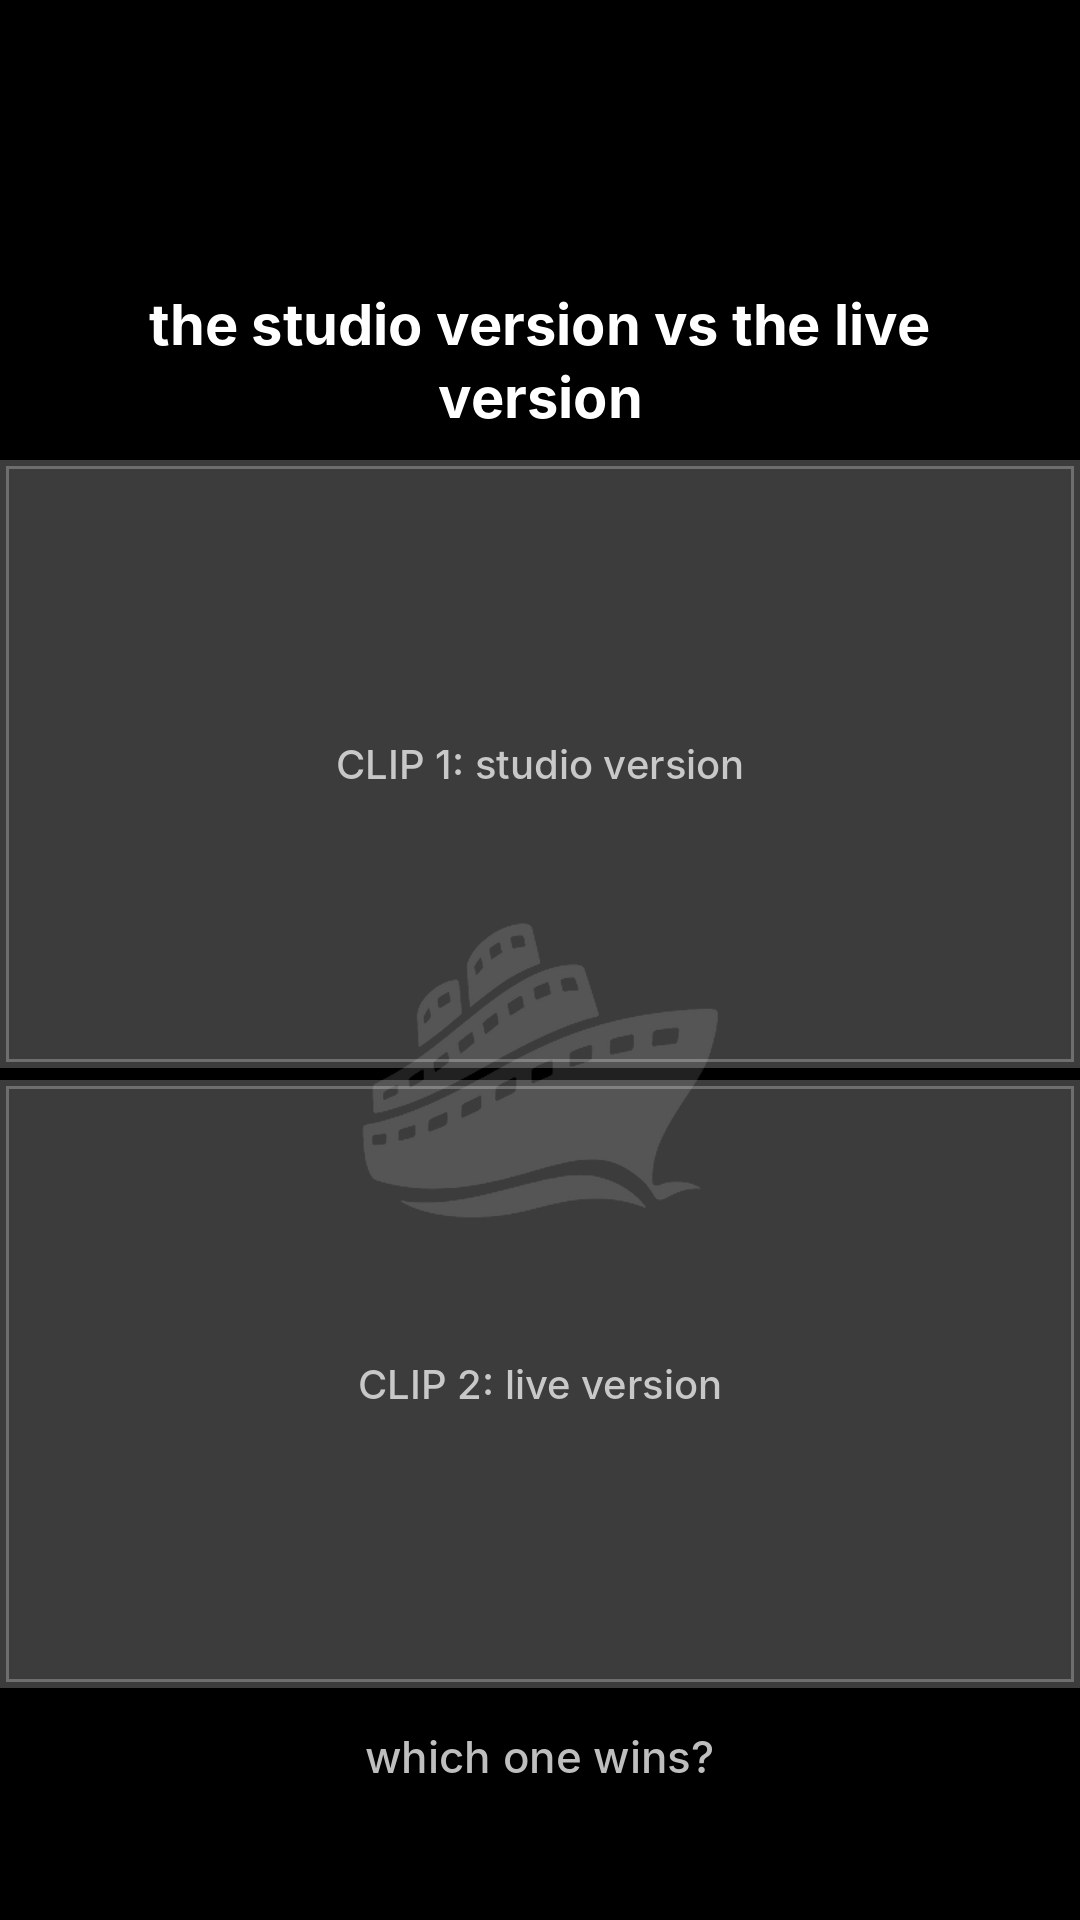 the studio version vs the live
version
CLIP 1: studio version
CLIP 2: live version
which one wins?